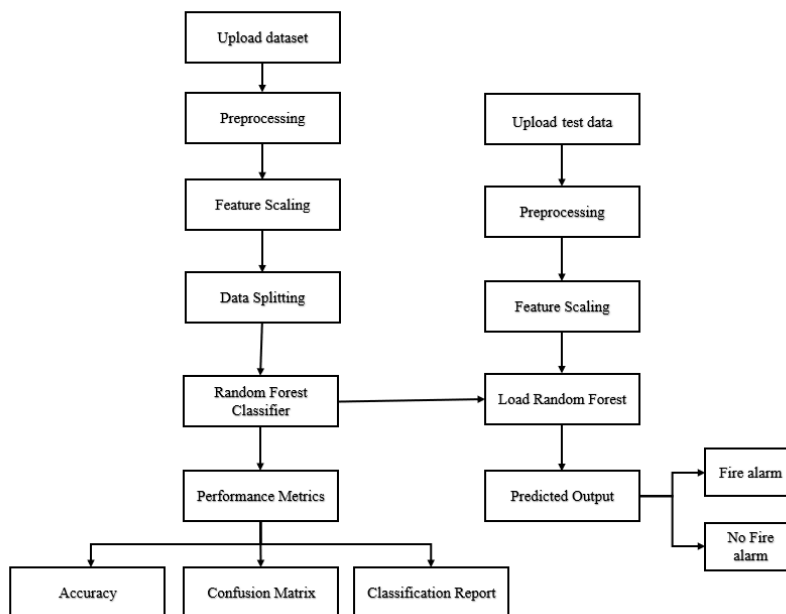 Upload dataset
Preprocessing
Feature Scaling
Data Splitting
Random Forest
Classifier
Performance Metrics
Accuracy
Confusion Matrix
Classification Report
Upload test data
Preprocessing
Feature Scaling
Load Random Forest
Predicted Output
Fire alarm
No Fire
alarm